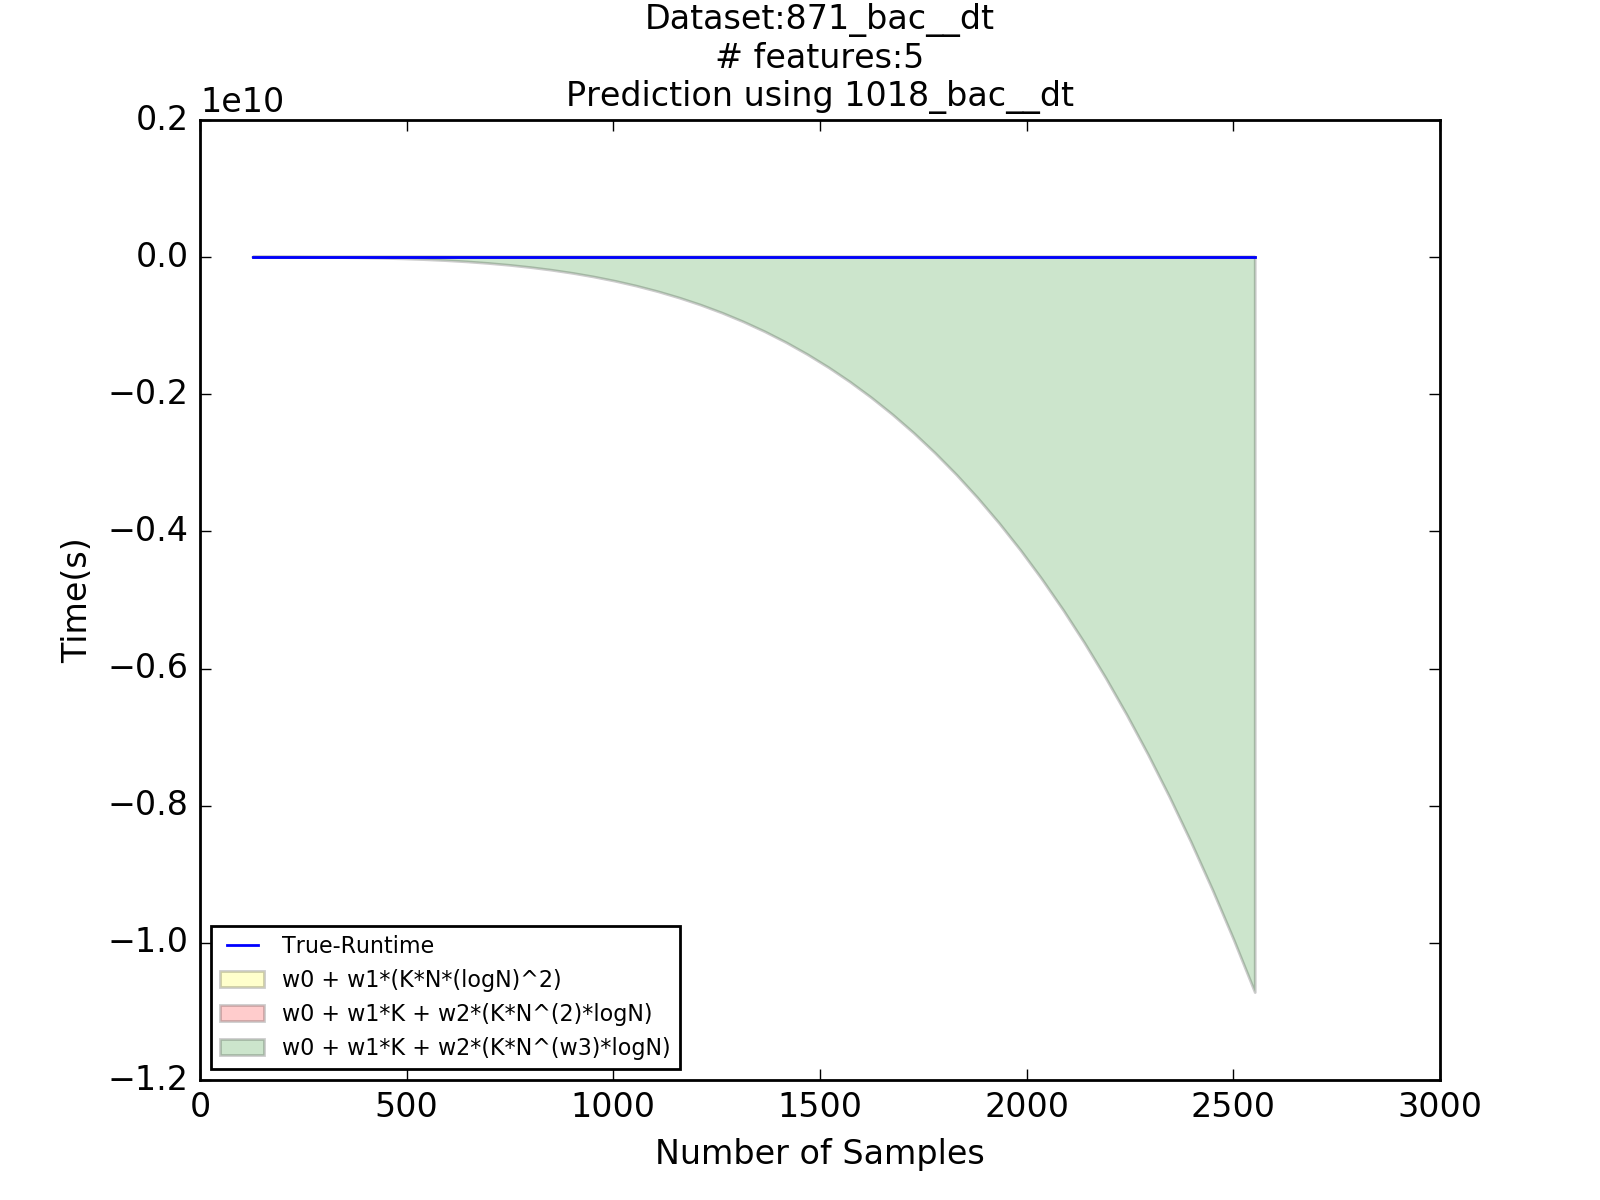 Dataset:871_bac__dt
# features:5
Prediction using 1018_bac__dt
1e10
0.2
0.0
−0.2
−0.4
−0.6
−0.8
−1.0
−1.2
Time(s)
True-Runtime
w0 + w1*(K*N*(logN)^2)
w0 + w1*K + w2*(K*N^(2)*logN)
w0 + w1*K + w2*(K*N^(w3)*logN)
0 500 1000 1500 2000 2500 3000
Number of Samples